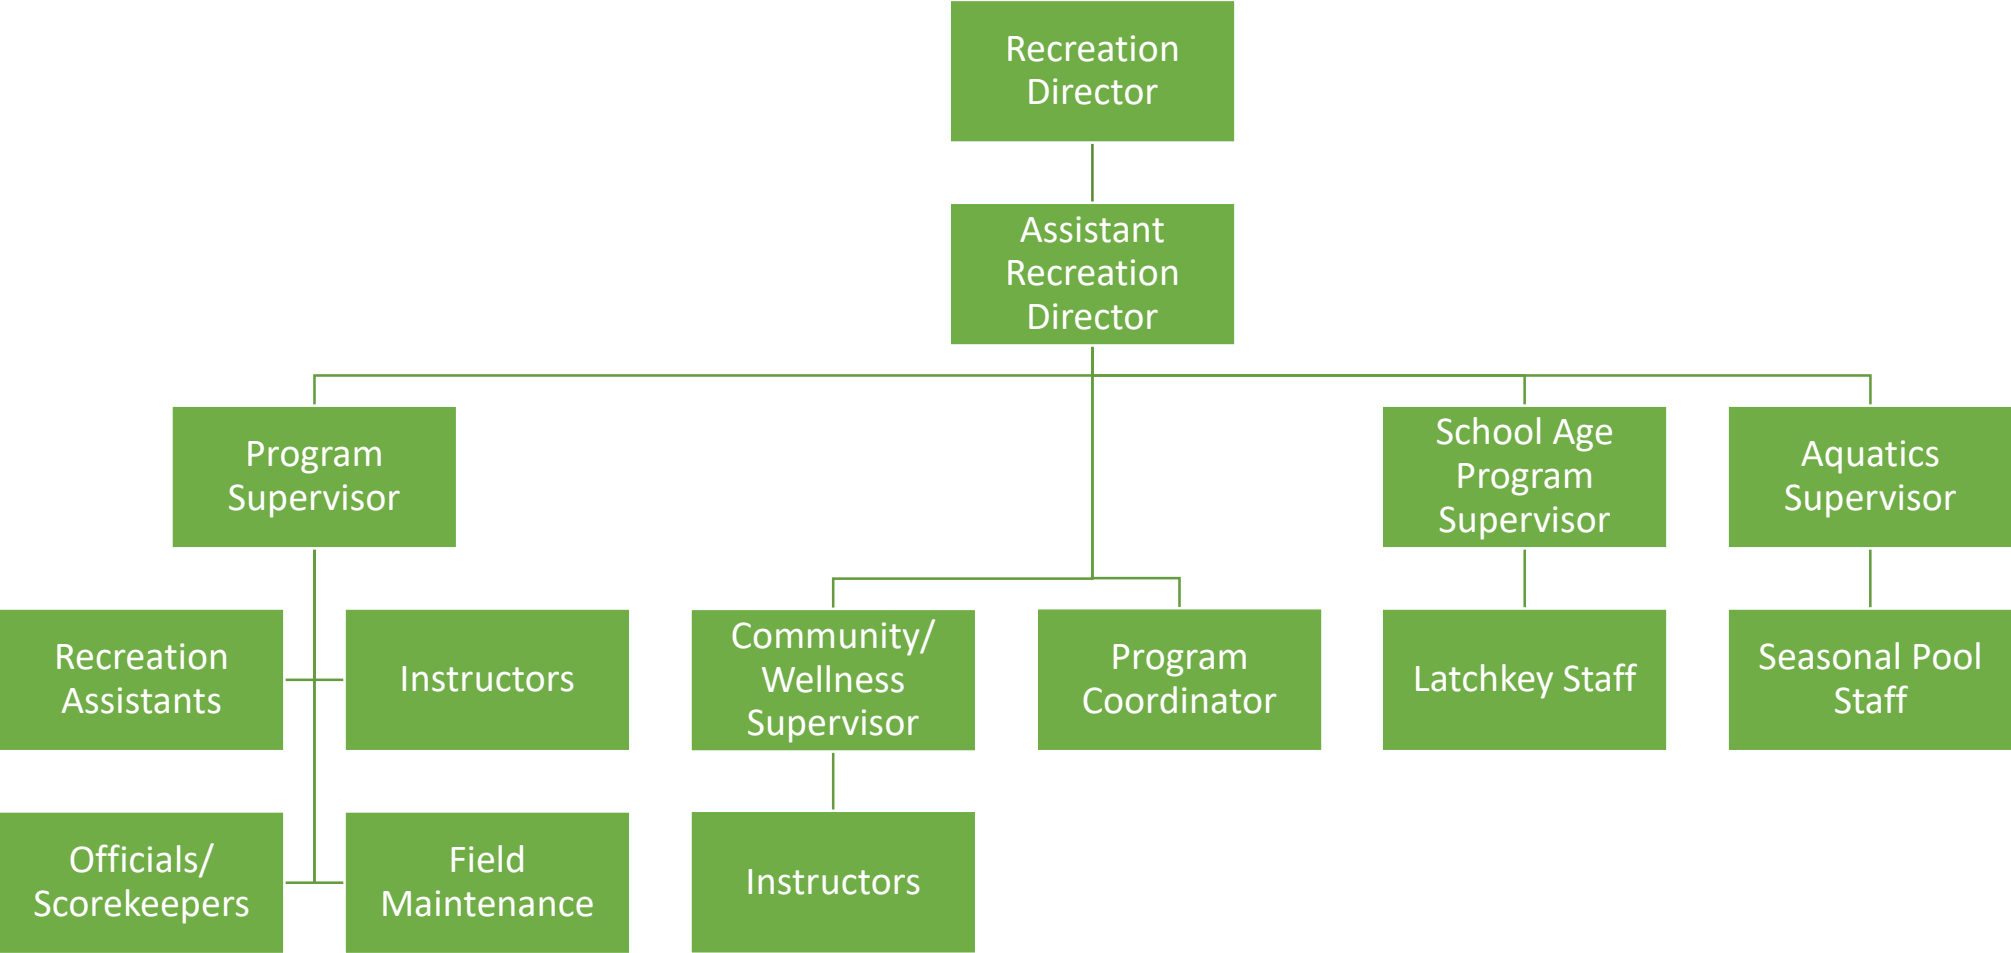 Recreation
Director
Assistant
Recreation
Director
Program
Supervisor
School Age
Program
Supervisor
Aquatics
Supervisor
Recreation
Assistants
Instructors
Community/
Wellness
Supervisor
Program
Coordinator
Latchkey Staff
Seasonal Pool
Staff
Officials/
Scorekeepers
Field
Maintenance
Instructors